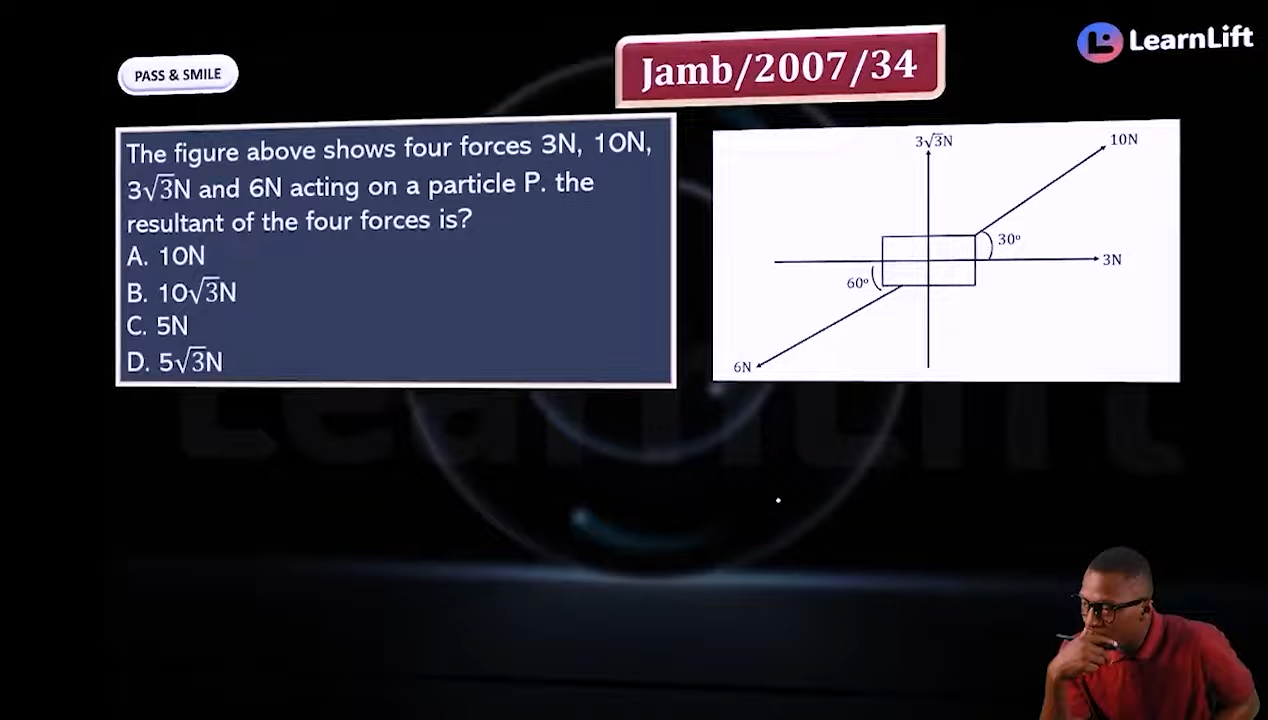 PASS & SMILE
Jamb/2007/34
LearnLift
The figure above shows four forces 3N, 10N,
3√3N and 6N acting on a particle P. the
resultant of the four forces is?
A. 10N
B. 10√3N
C. 5N
D. 5√3N
3√3N
10N
30°
3N
60°
6N
LearnLift